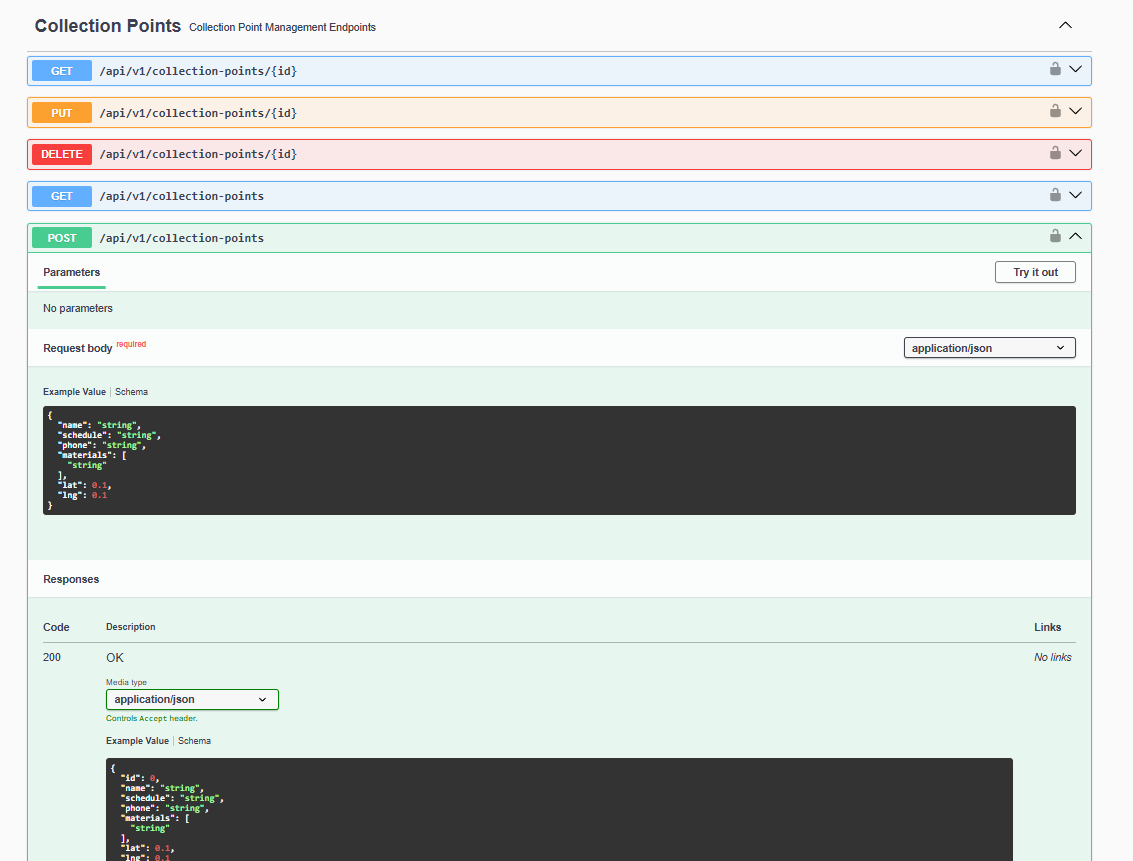 Collection Points Collection Point Management Endpoints
GET /api/v1/collection-points/{id}
PUT /api/v1/collection-points/{id}
DELETE /api/v1/collection-points/{id}
GET /api/v1/collection-points
POST /api/v1/collection-points
Parameters
Try it out
No parameters
Request body required
application/json
Example Value | Schema
{
"name": "string",
"schedule": "string",
"phone": "string",
"materials": [
"string"
],
"lat": 0.1,
"lng": 0.1
}
Responses
Code Description Links
200 OK No links
Media type
application/json
Controls Accept header.
Example Value | Schema
{
"id": 0,
"name": "string",
"schedule": "string",
"phone": "string",
"materials": [
"string"
],
"lat": 0.1,
"lng": 0.1